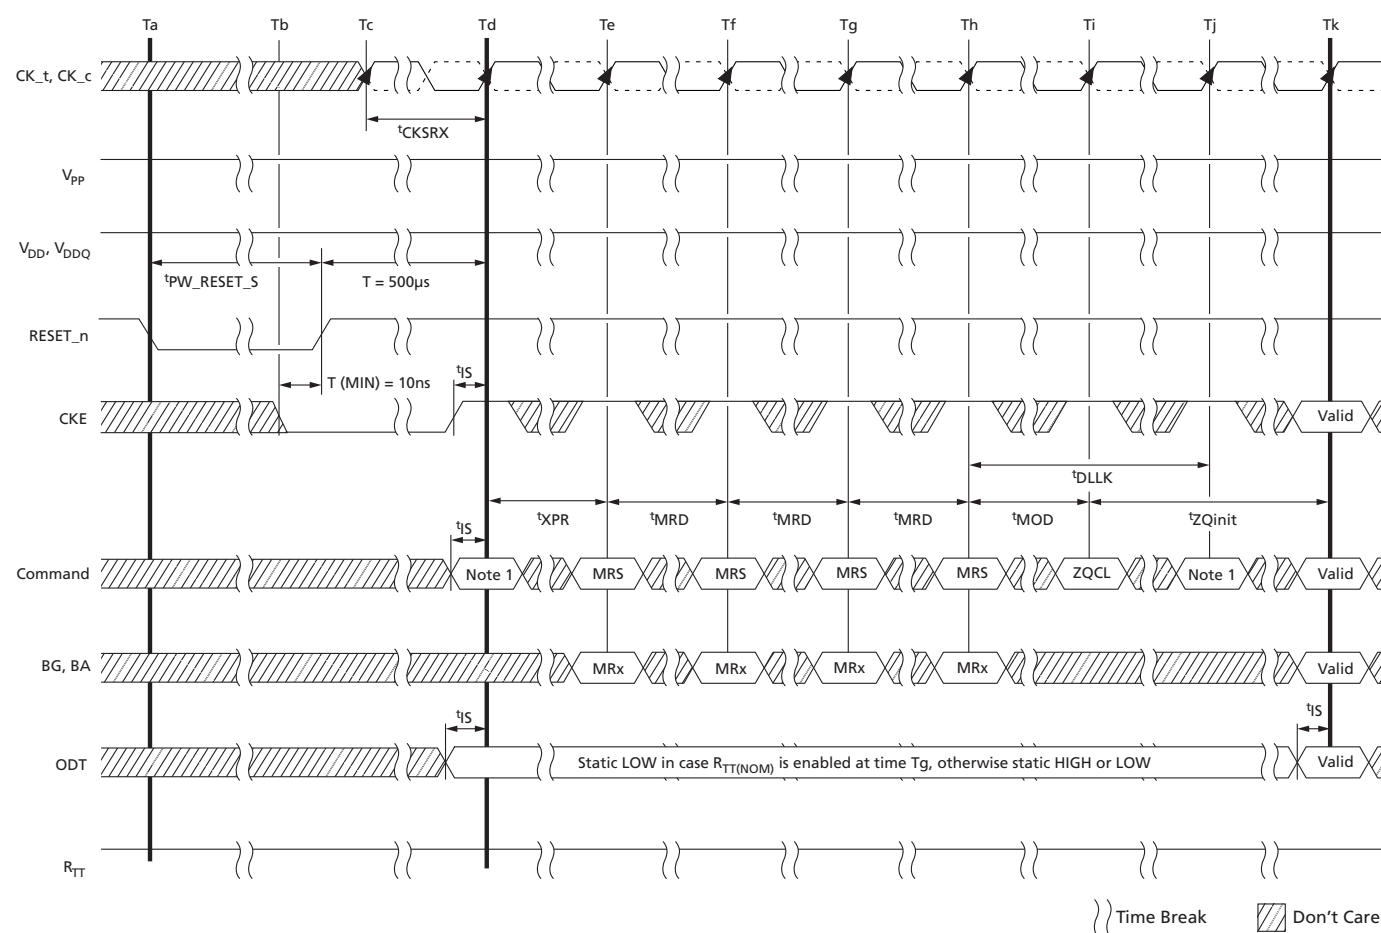 Ta Tb Tc Td Te Tf Tg Th Ti Tj Tk
CK_t, CK_c
tCKSRX
VPP
VDD, VDDQ
tPW_RESET_S T = 500μs
RESET_n
T (MIN) = 10ns tIS
CKE Valid
tDLLK
tXPR tMRD tMRD tMRD tMOD tZQinit
tIS
Command Note 1 MRS MRS MRS MRS ZQCL Note 1 Valid
BG, BA MRx MRx MRx MRx Valid
tIS tIS
ODT Static LOW in case RTT(NOM) is enabled at time Tg, otherwise static HIGH or LOW Valid
RTT
Time Break Don't Care